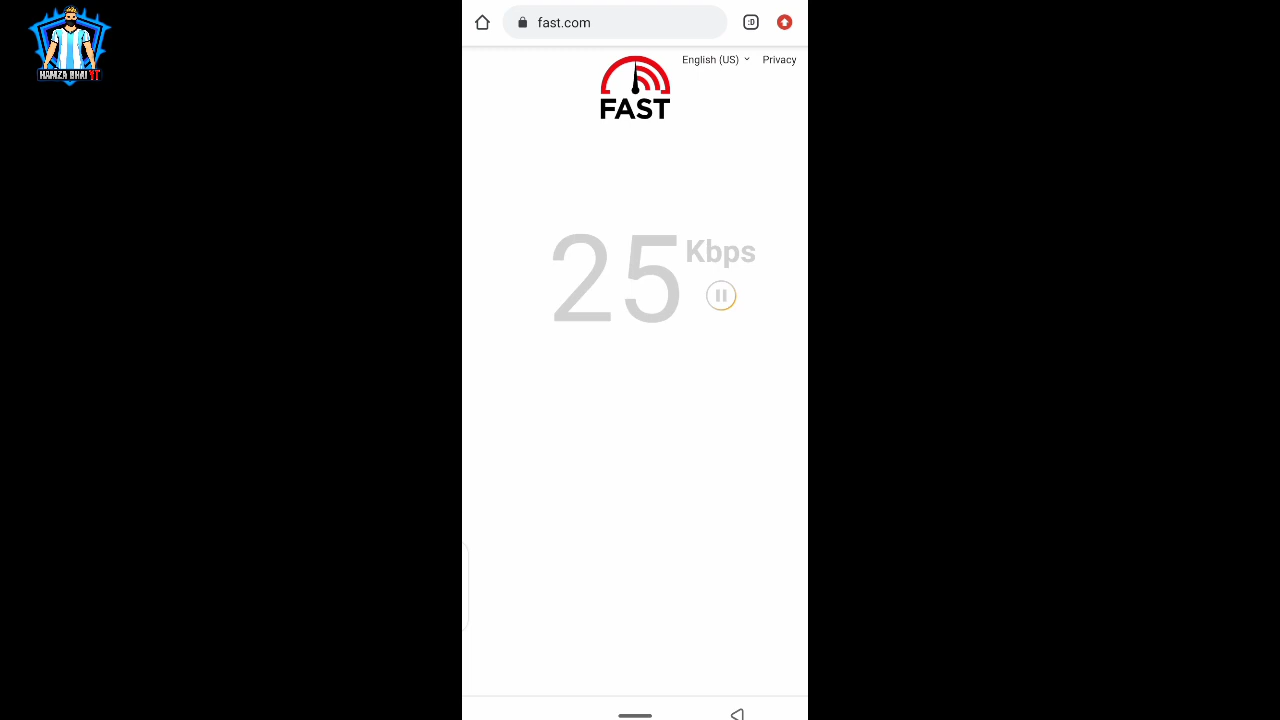 HAMZA BHAI YT
fast.com
:D
English (US)
Privacy
FAST
25 Kbps